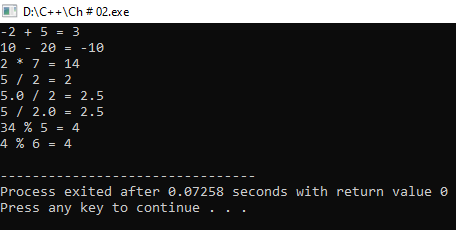 D:\C++\Ch # 02.exe
-2 + 5 = 3
10 - 20 = -10
2 * 7 = 14
5 / 2 = 2
5.0 / 2 = 2.5
5 / 2.0 = 2.5
34 % 5 = 4
4 % 6 = 4
--------------------------------
Process exited after 0.07258 seconds with return value 0
Press any key to continue . . .